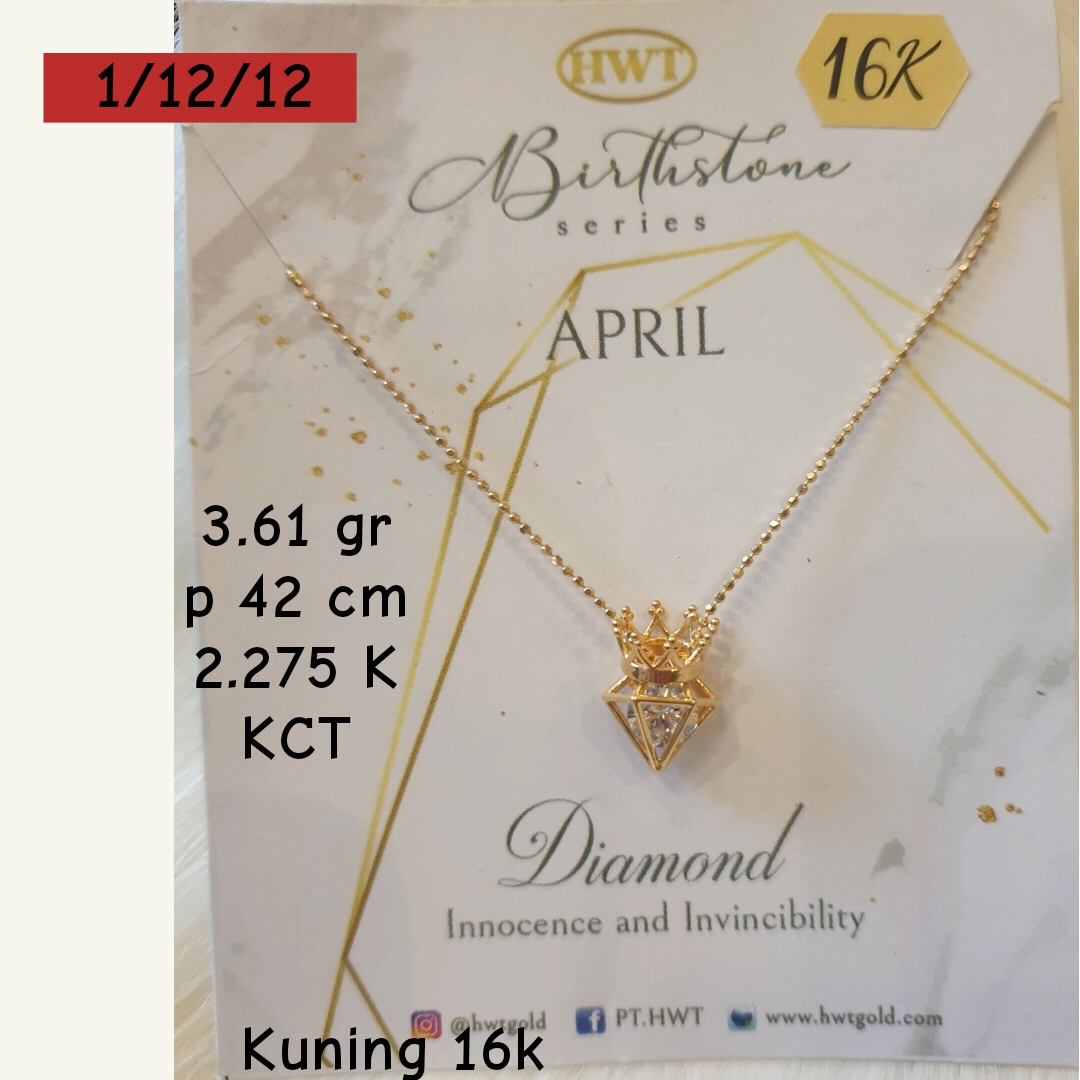 1/12/12
HWT
16K
Birthstone
series
APRIL
3.61 gr
p 42 cm
2.275 K
KCT
Diamond
Innocence and Invincibility
@hwtgold PT.HWT www.hwtgold.com
Kuning 16k